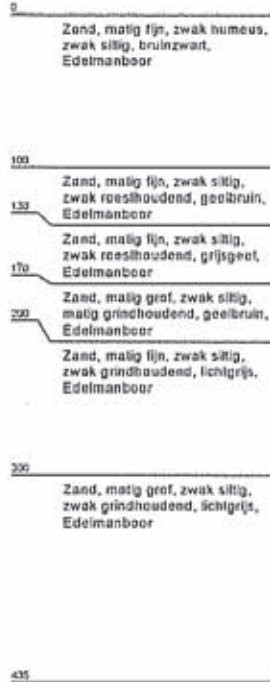 0
Zand, matig fijn, zwak humeus,
zwak siltig, bruinzwart,
Edelmanboor
100
Zand, matig fijn, zwak siltig,
zwak roesthoudend, geelbruin,
130
Edelmanboor
Zand, matig fijn, zwak siltig,
zwak roesthoudend, grijsgeel,
170
Edelmanboor
Zand, matig grof, zwak siltig,
matig grindhoudend, geelbruin,
200
Edelmanboor
Zand, matig fijn, zwak siltig,
zwak grindhoudend, lichtgrijs,
Edelmanboor
300
Zand, matig grof, zwak siltig,
zwak grindhoudend, lichtgrijs,
Edelmanboor
435